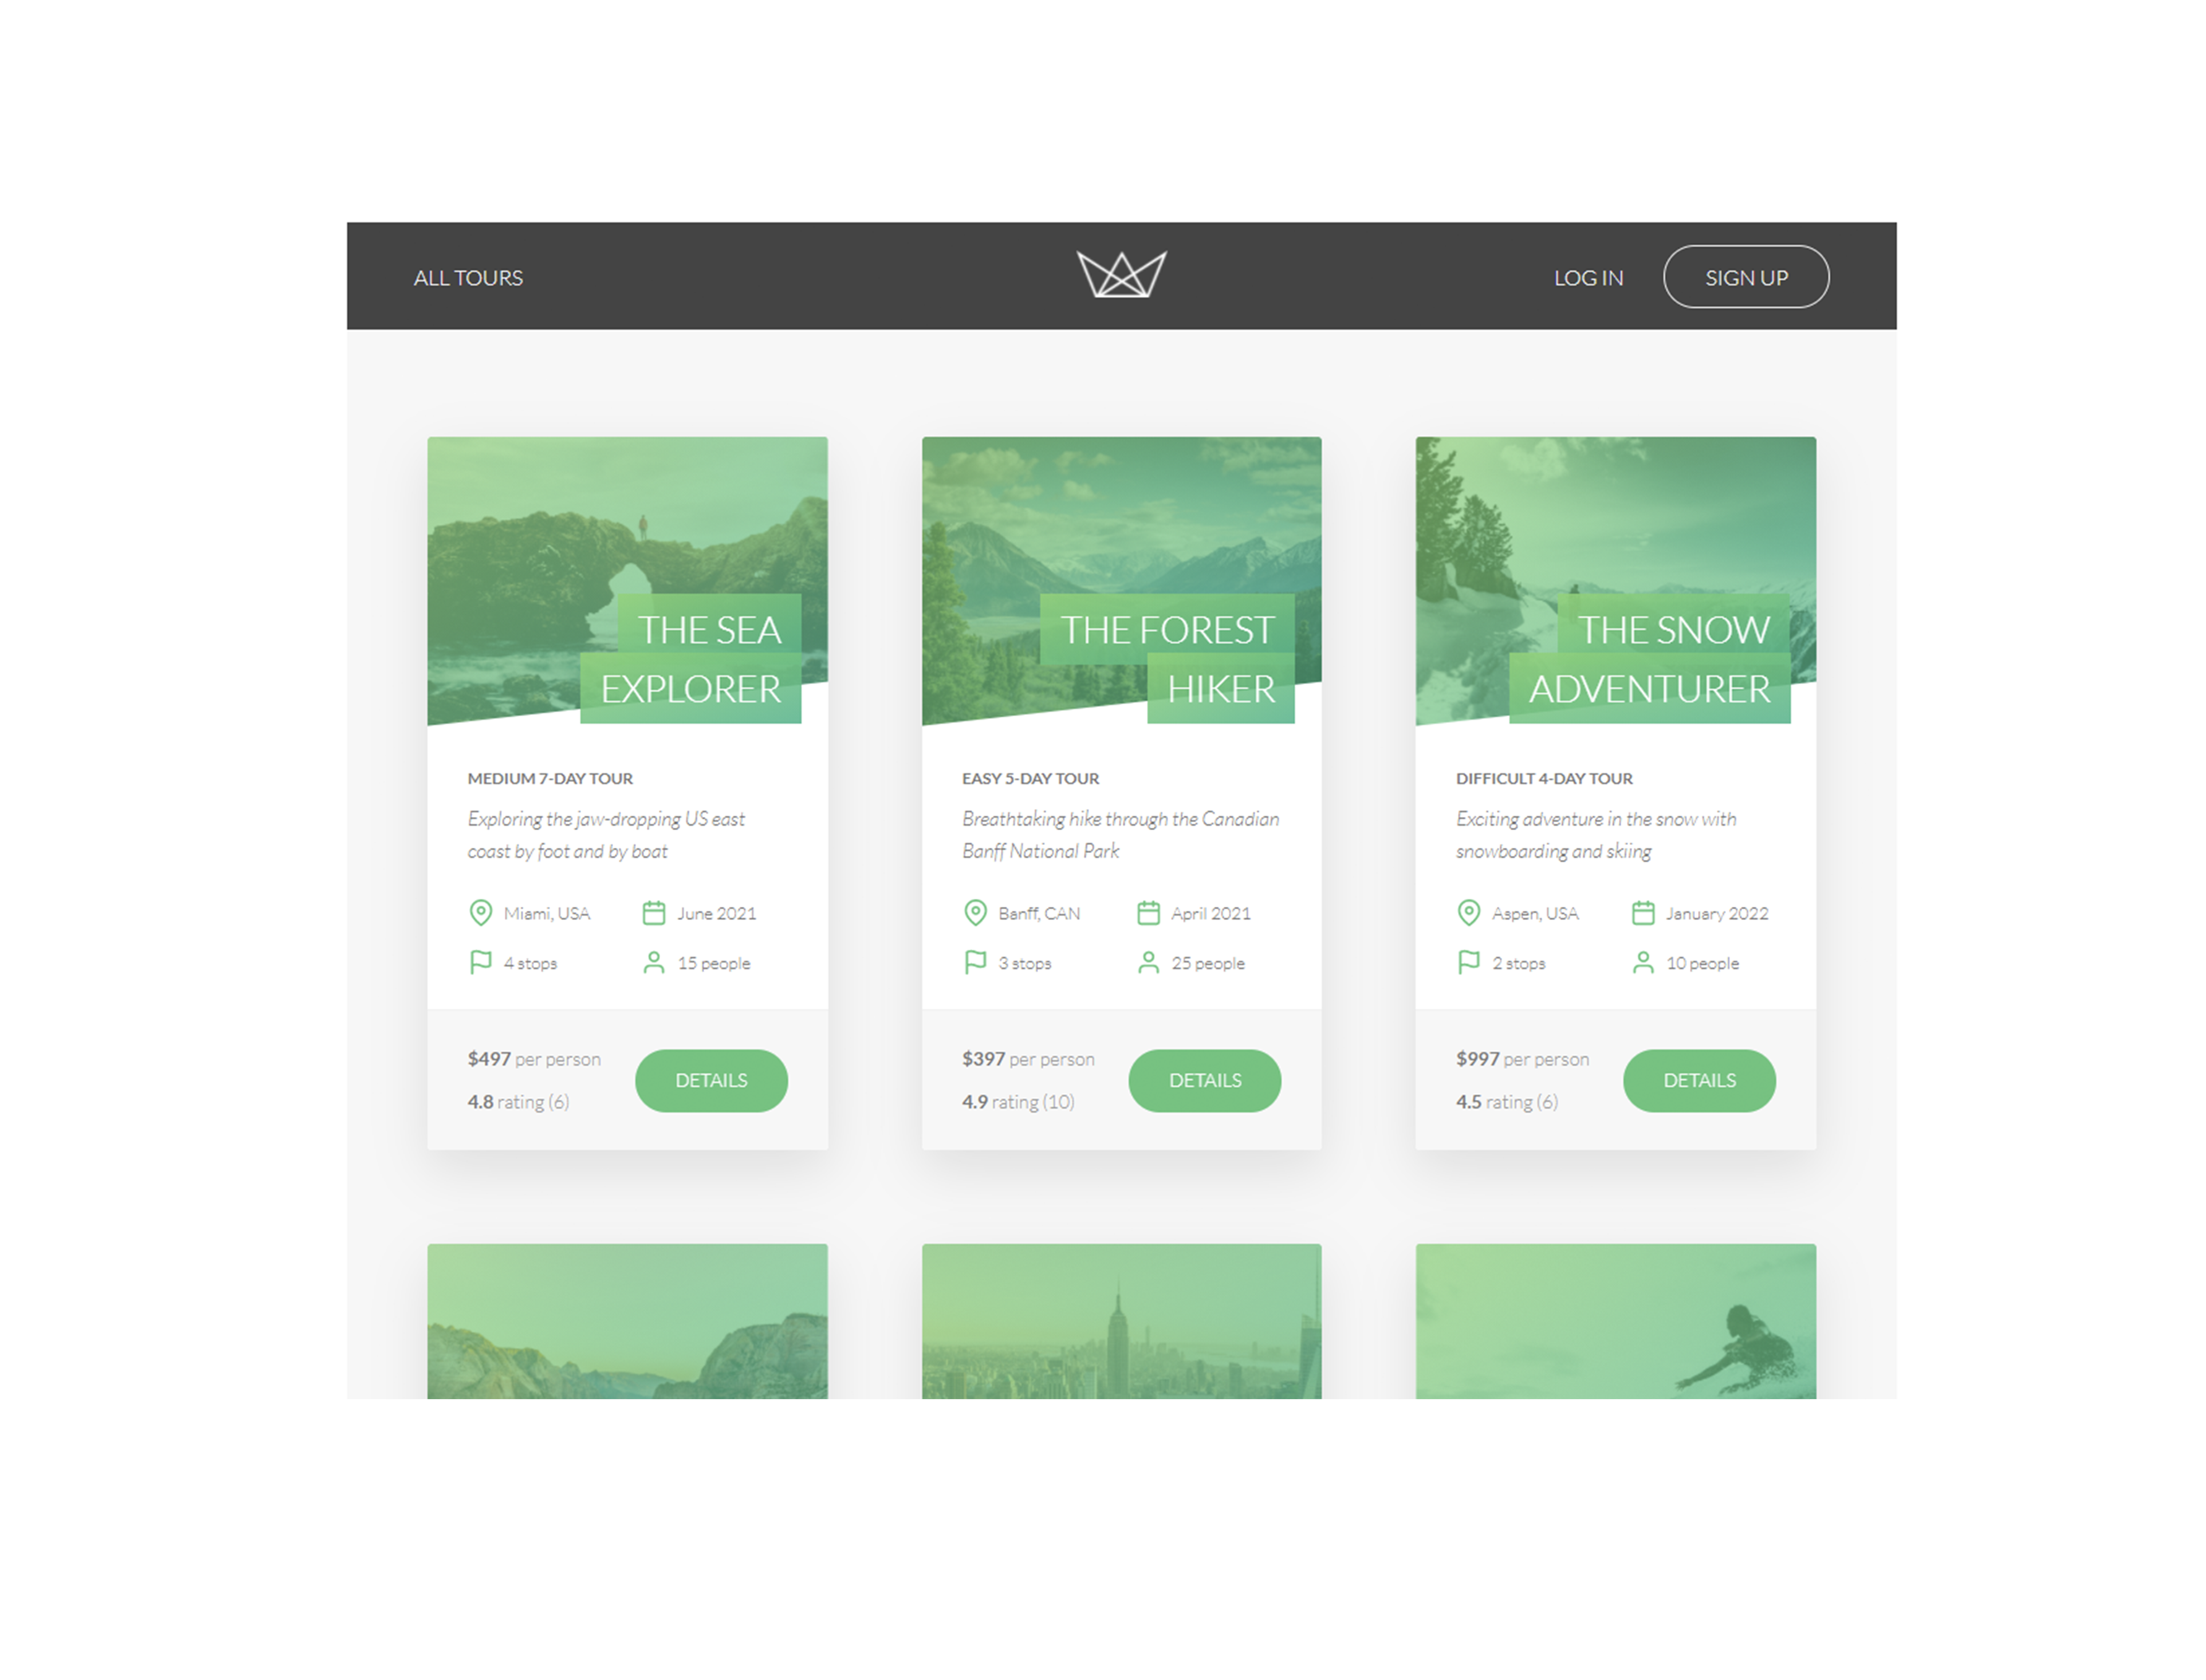 ALL TOURS
LOG IN
SIGN UP
THE SEA
EXPLORER
MEDIUM 7-DAY TOUR
Exploring the jaw-dropping US east
coast by foot and by boat
Miami, USA
June 2021
4 stops
15 people
$497 per person
4.8 rating (6)
DETAILS
THE FOREST
HIKER
EASY 5-DAY TOUR
Breathtaking hike through the Canadian
Banff National Park
Banff, CAN
April 2021
3 stops
25 people
$397 per person
4.9 rating (10)
DETAILS
THE SNOW
ADVENTURER
DIFFICULT 4-DAY TOUR
Exciting adventure in the snow with
snowboarding and skiing
Aspen, USA
January 2022
2 stops
10 people
$997 per person
4.5 rating (6)
DETAILS